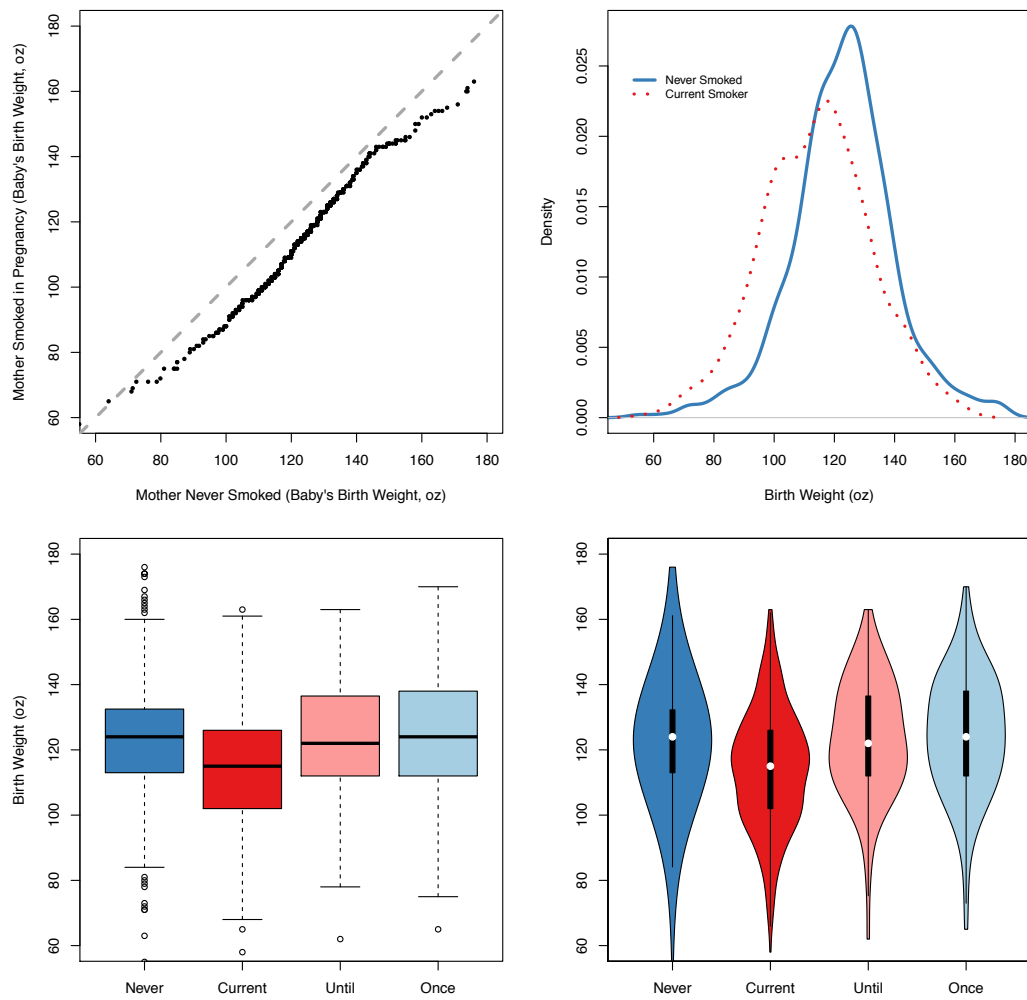 Mother Smoked in Pregnancy (Baby's Birth Weight, oz)
180
160
140
120
100
80
60
60 80 100 120 140 160 180
Mother Never Smoked (Baby's Birth Weight, oz)
Density
0.025
0.020
0.015
0.010
0.005
0.000
Never Smoked
Current Smoker
60 80 100 120 140 160 180
Birth Weight (oz)
Birth Weight (oz)
180
160
140
120
100
80
60
Never Current Until Once
180
160
140
120
100
80
60
Never Current Until Once